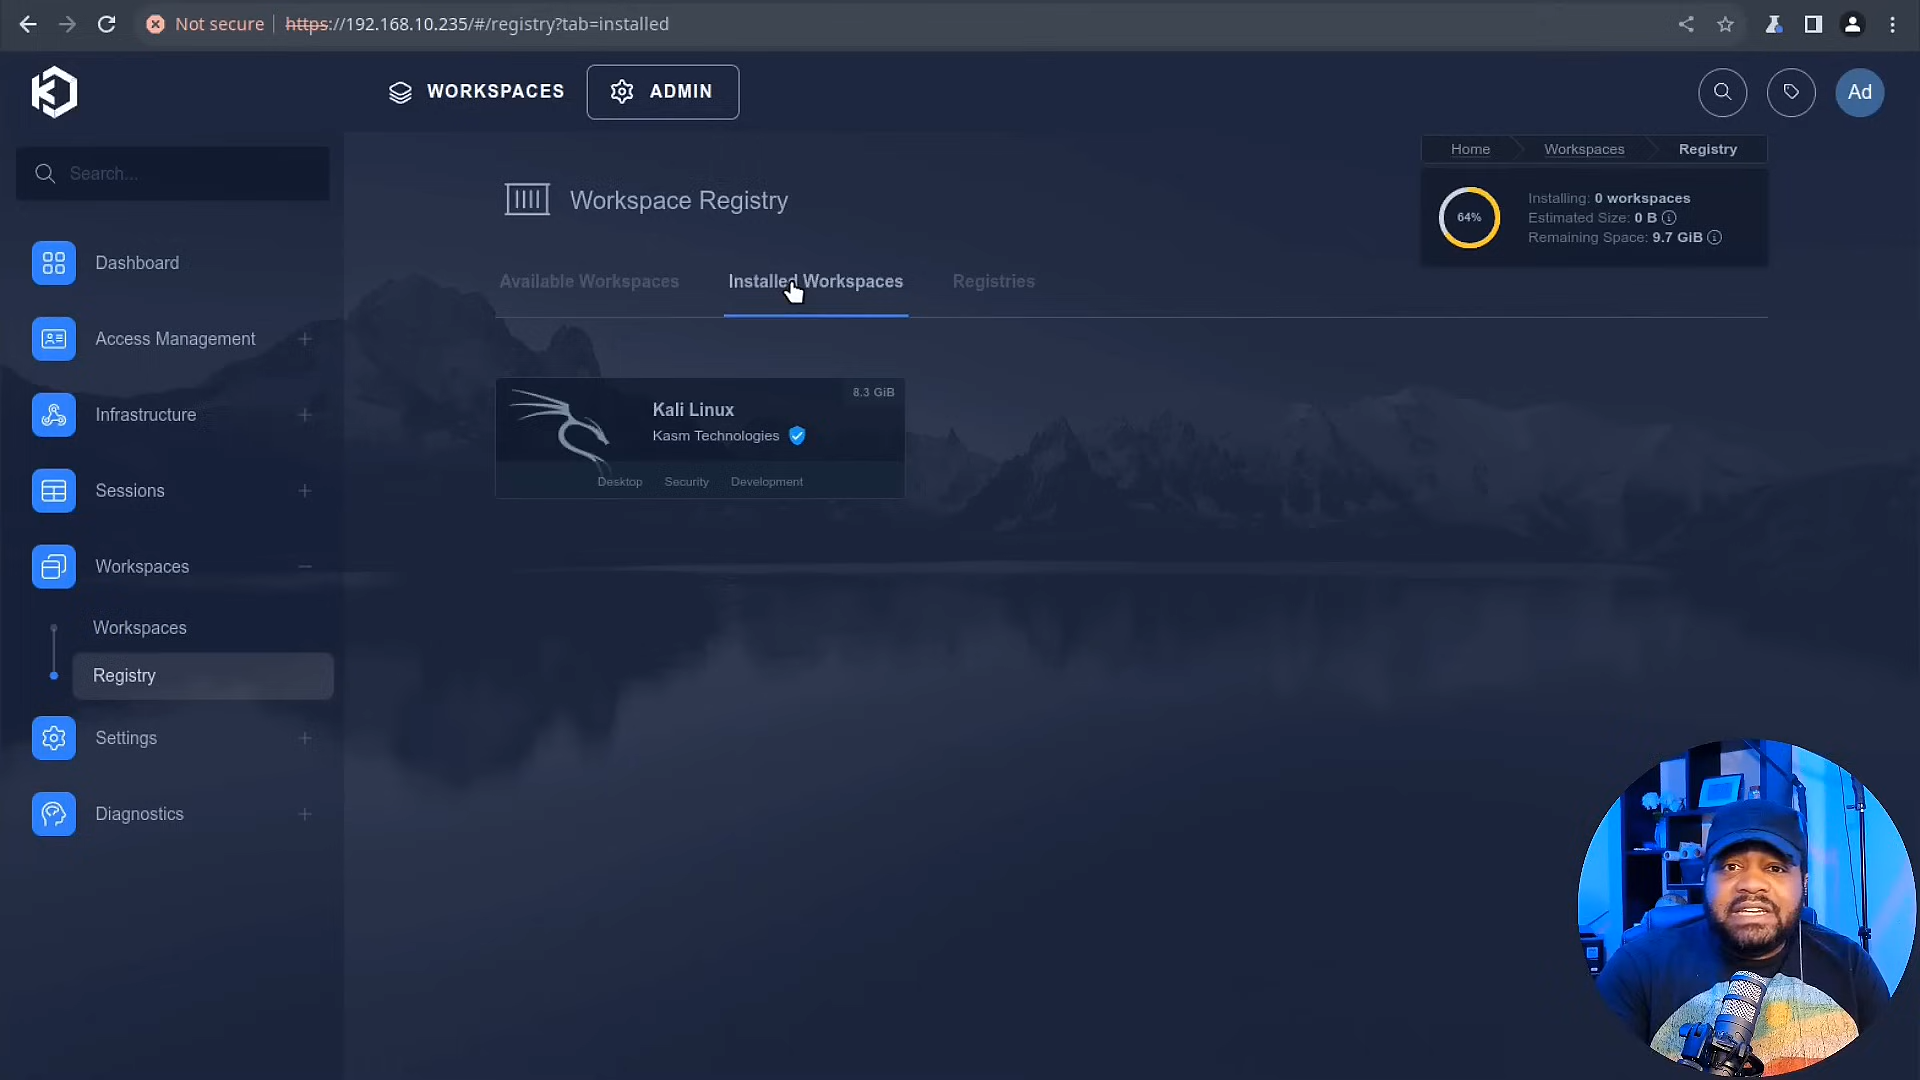 Not secure
https://192.168.10.235/#/registry?tab=installed
WORKSPACES
ADMIN
Ad
Search...
Home
Workspaces
Registry
Workspace Registry
64%
Installing: 0 workspaces
Estimated Size: 0 B
Remaining Space: 9.7 GiB
Available Workspaces
Installed Workspaces
Registries
Dashboard
Access Management
Infrastructure
Sessions
Workspaces
Workspaces
Registry
Settings
Diagnostics
8.3 GiB
Kali Linux
Kasm Technologies
Desktop Security Development